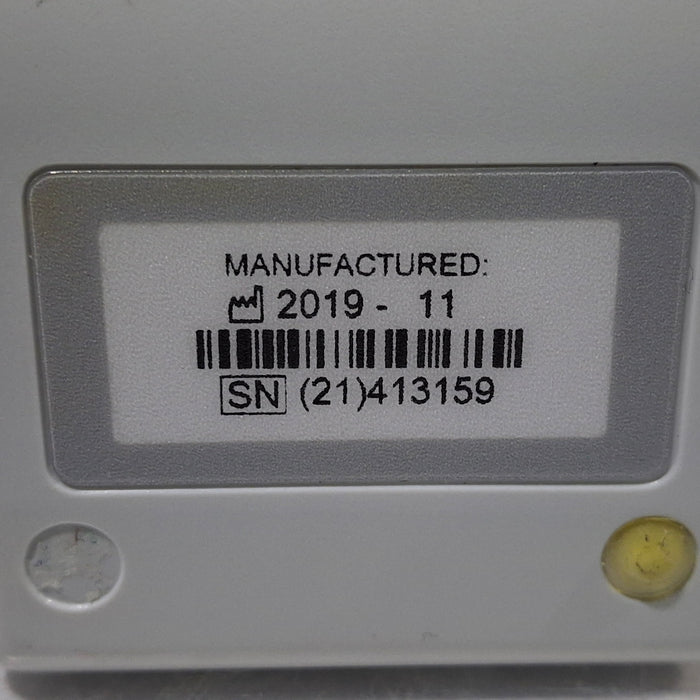 MANUFACTURED:
2019 - 11
SN (21)413159